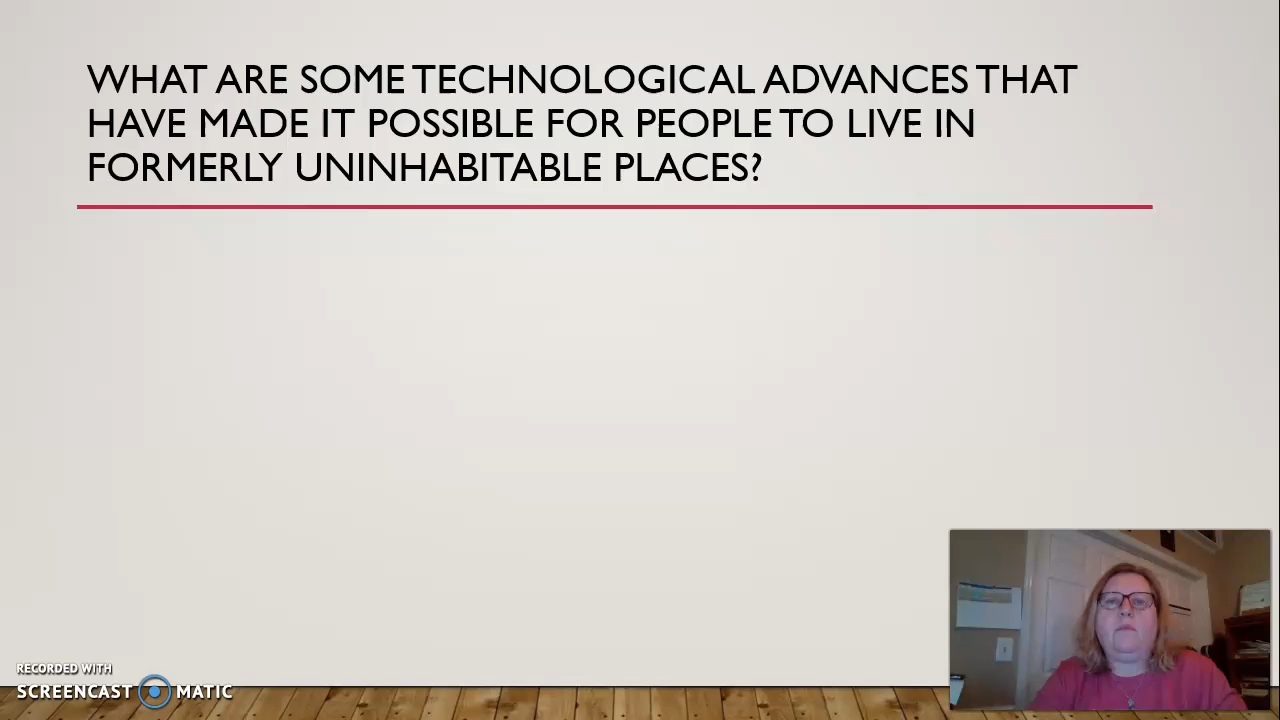 WHAT ARE SOME TECHNOLOGICAL ADVANCES THAT
HAVE MADE IT POSSIBLE FOR PEOPLE TO LIVE IN
FORMERLY UNINHABITABLE PLACES?
RECORDED WITH
SCREENCAST MATIC